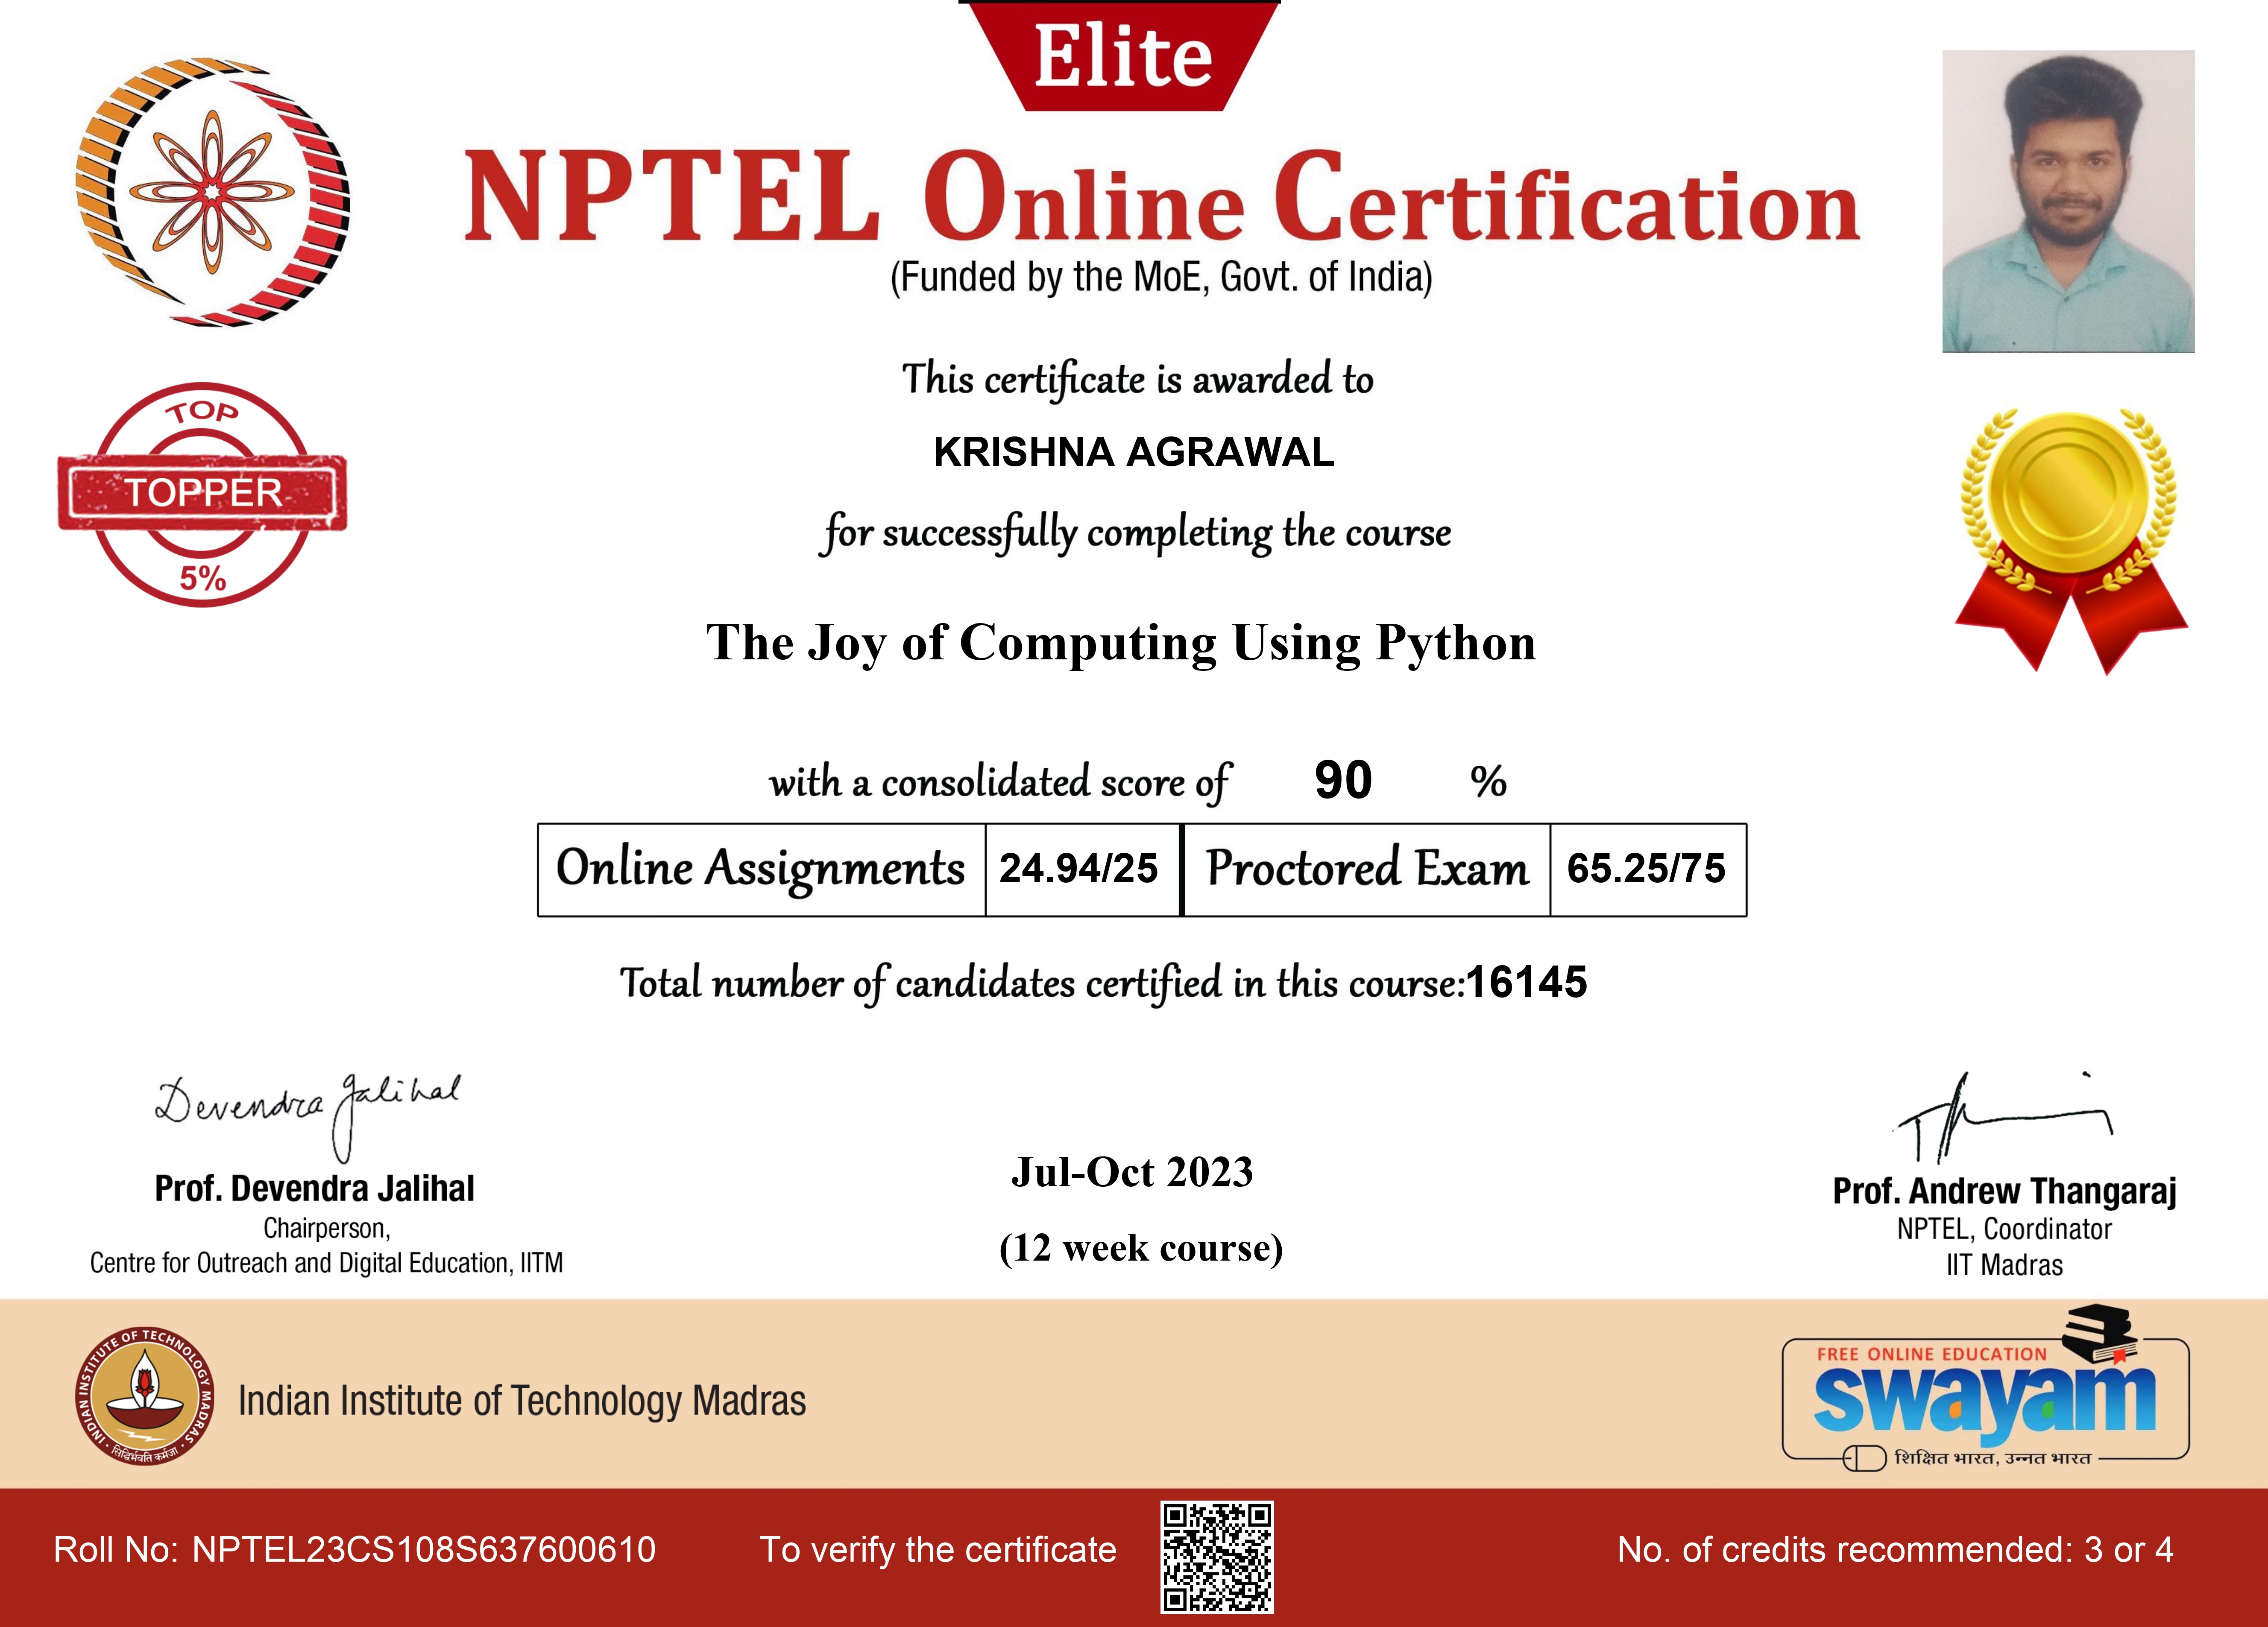 Elite
NPTEL Online Certification
(Funded by the MoE, Govt. of India)
This certificate is awarded to
KRISHNA AGRAWAL
for successfully completing the course
TOP
TOPPER
5%
The Joy of Computing Using Python
with a consolidated score of 90 %
Online Assignments 24.94/25 Proctored Exam 65.25/75
Total number of candidates certified in this course:16145
Devendra Jalihal
Prof. Devendra Jalihal
Chairperson,
Centre for Outreach and Digital Education, IITM
Jul-Oct 2023
(12 week course)
Prof. Andrew Thangaraj
NPTEL, Coordinator
IIT Madras
INDIAN INSTITUTE OF TECHNOLOGY MADRAS
सिद्धिर्भवति कर्मजा
Indian Institute of Technology Madras
FREE ONLINE EDUCATION
swayam
शिक्षित भारत, उन्नत भारत
Roll No: NPTEL23CS108S637600610
To verify the certificate
No. of credits recommended: 3 or 4